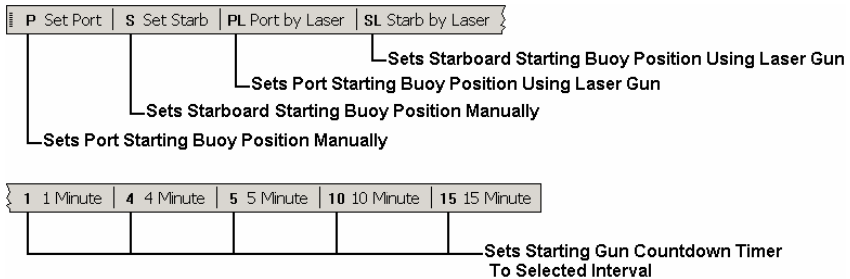 P Set Port S Set Starb PL Port by Laser SL Starb by Laser
Sets Starboard Starting Buoy Position Using Laser Gun
Sets Port Starting Buoy Position Using Laser Gun
Sets Starboard Starting Buoy Position Manually
Sets Port Starting Buoy Position Manually
1 1 Minute 4 4 Minute 5 5 Minute 10 10 Minute 15 15 Minute
Sets Starting Gun Countdown Timer
To Selected Interval